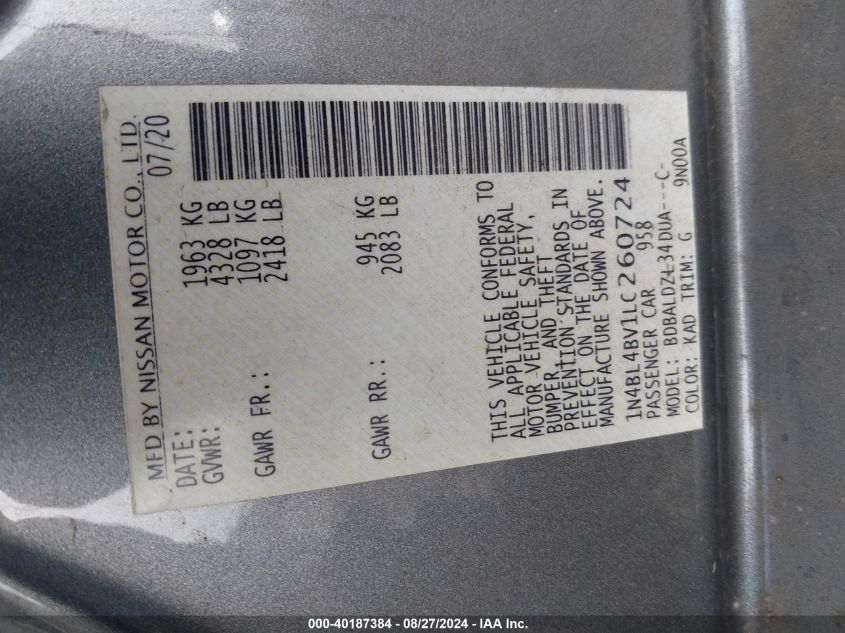 MFD BY NISSAN MOTOR CO., LTD.
DATE: 07/20
GVWR: 1963 KG
4328 LB
GAWR FR.: 1097 KG
2418 LB
GAWR RR.: 945 KG
2083 LB
THIS VEHICLE CONFORMS TO
ALL APPLICABLE FEDERAL
MOTOR VEHICLE SAFETY,
BUMPER, AND THEFT
PREVENTION STANDARDS IN
EFFECT ON THE DATE OF
MANUFACTURE SHOWN ABOVE.
1N4BL4BV1LC260724
PASSENGER CAR 958
MODEL: BDBALDZL34DUA---C-
COLOR: KAD TRIM: G 9N00A
000-40187384 - 08/27/2024 - IAA Inc.